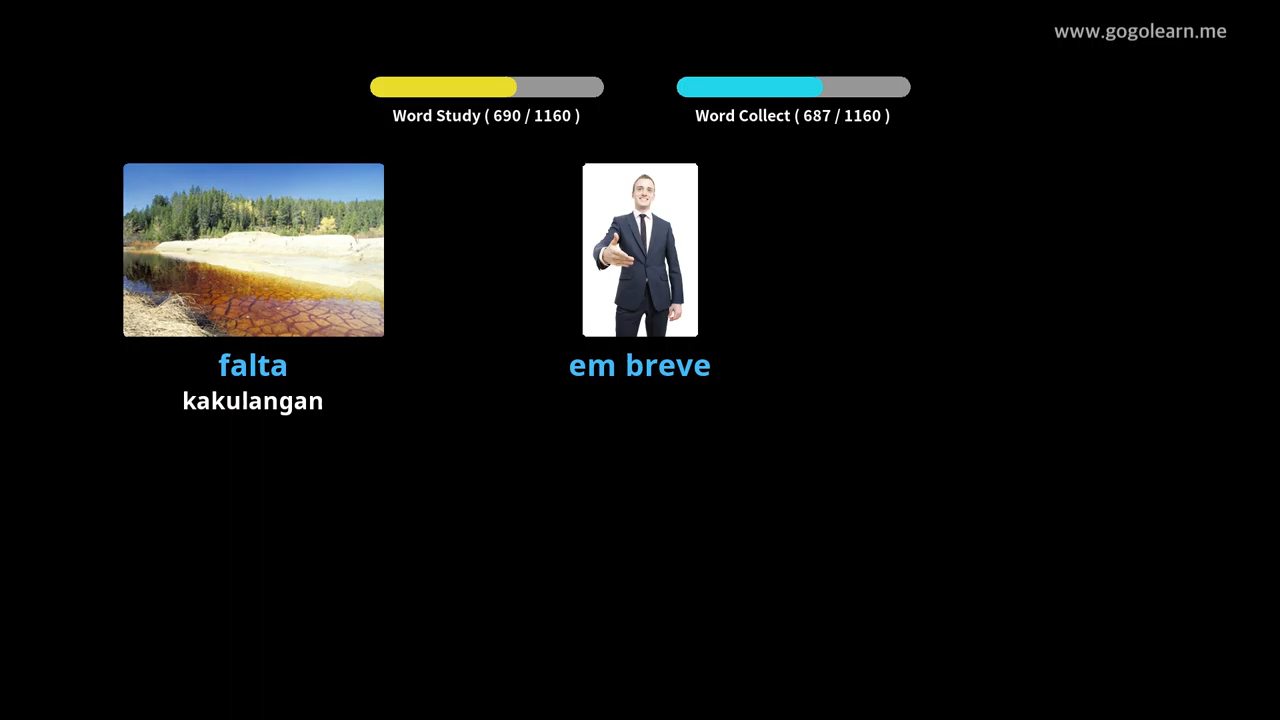 www.gogolearn.me
Word Study ( 690 / 1160 )
Word Collect ( 687 / 1160 )
falta
kakulangan
em breve